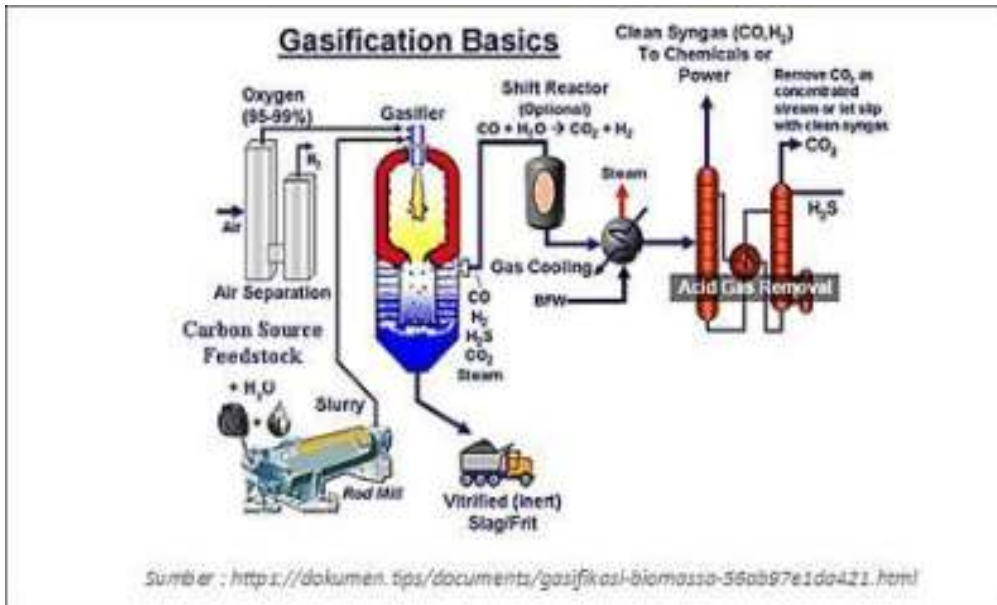 Gasification Basics
Clean Syngas (CO,H₂)
To Chemicals or
Power
Remove CO₂ as
concentrated
stream or let slip
with clean syngas
Oxygen
(95-99%)
Gasifier
Shift Reactor
(Optional)
CO + H₂O → CO₂ + H₂
CO₂
N₂
Steam
H₂S
Air
Gas Cooling
Acid Gas Removal
Air Separation
BFW
CO
H₂
H₂S
CO₂
Steam
Carbon Source
Feedstock
+ H₂O
Slurry
Rod Mill
Vitrified (Inert)
Slag/Frit
Sumber : https://dokumen.tips/documents/gasifikasi-biomassa-56ab97e1da421.html